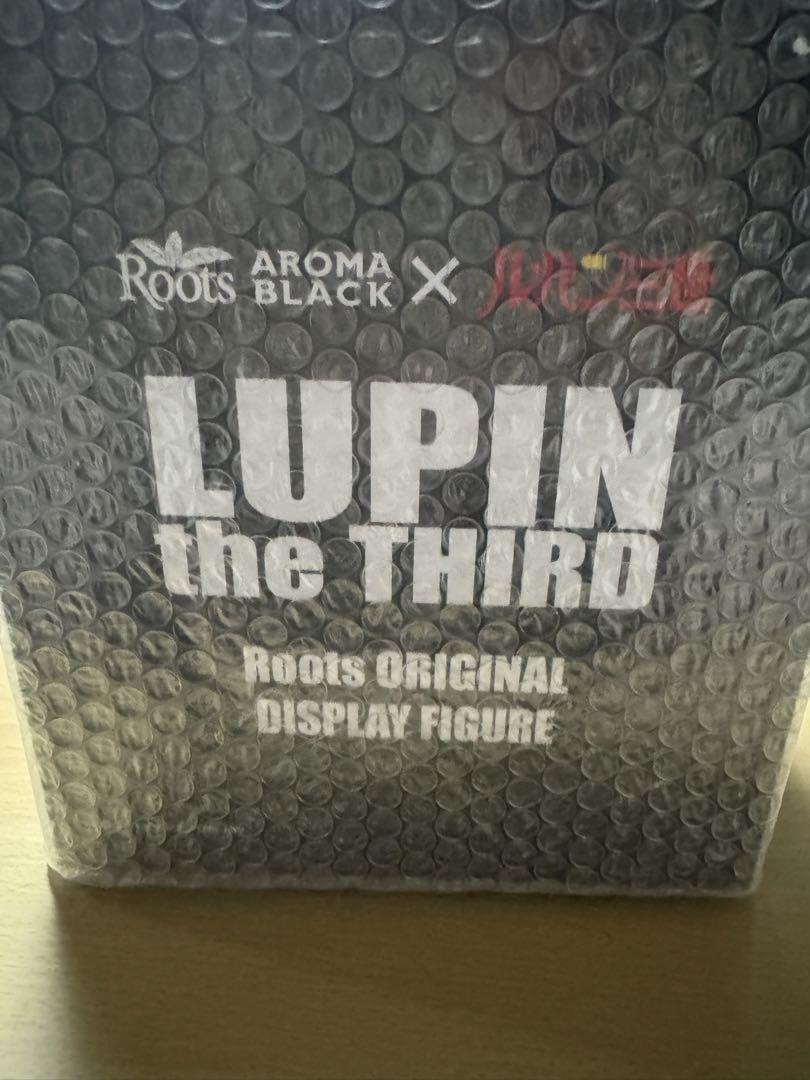 Roots AROMA BLACK × ルパン三世
LUPIN
the THIRD
Roots ORIGINAL
DISPLAY FIGURE